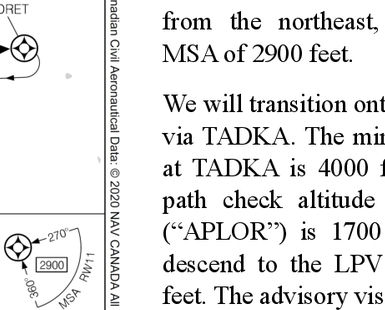 DRET
nadian Civil Aeronautical Data: © 2020 NAV CANADA All
270°
2900
360°
MSA RW11
from the northeast,
MSA of 2900 feet.
We will transition ont
via TADKA. The min
at TADKA is 4000 f
path check altitude
(“APLOR”) is 1700
descend to the LPV
feet. The advisory vis